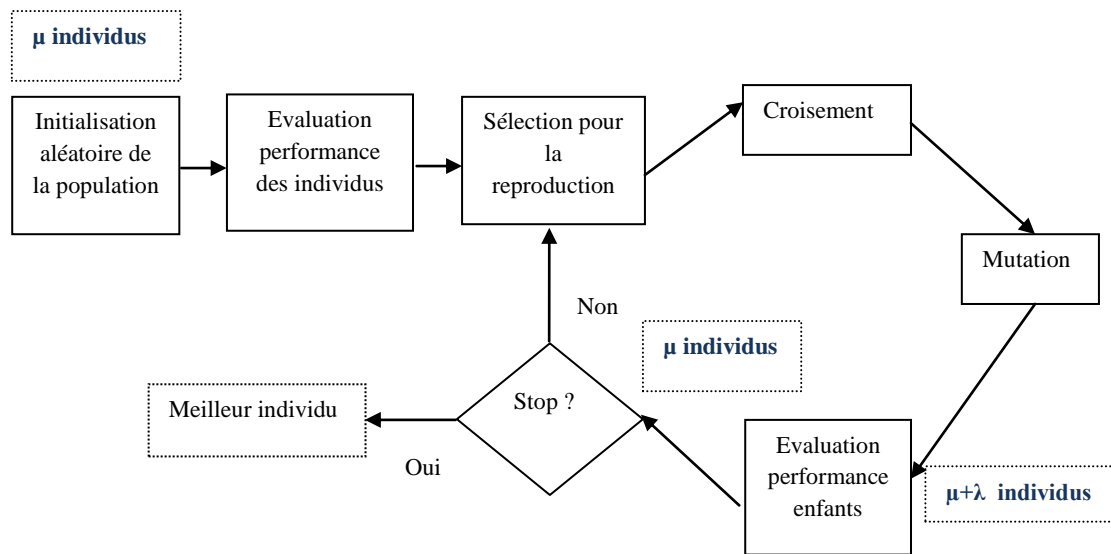 μ individus
Initialisation
aléatoire de
la population
Evaluation
performance
des individus
Sélection pour
la
reproduction
Croisement
Mutation
Non
μ individus
Stop ?
Meilleur individu
Oui
Evaluation
performance
enfants
μ+λ individus